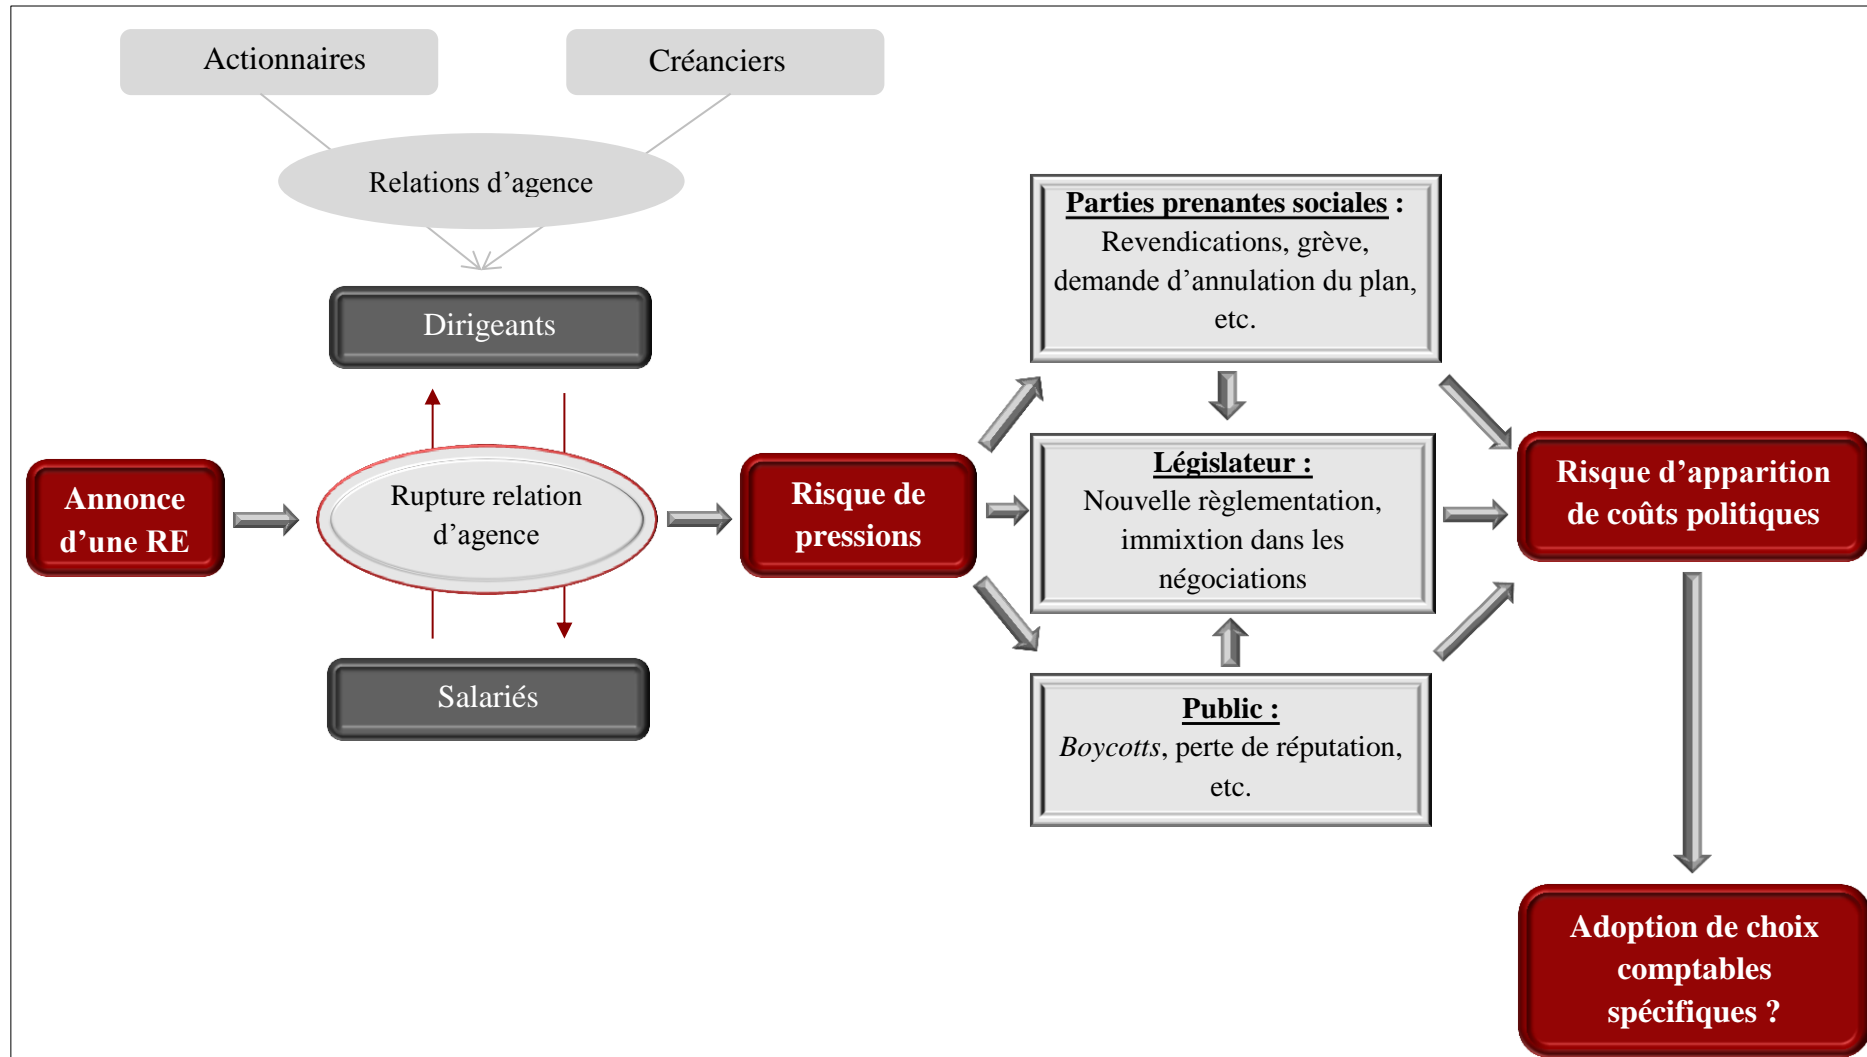 Actionnaires
Créanciers
Relations d’agence
Dirigeants
Annonce
d’une RE
Rupture relation
d’agence
Salariés
Risque de
pressions
Parties prenantes sociales :
Revendications, grève,
demande d’annulation du plan,
etc.
Législateur :
Nouvelle règlementation,
immixtion dans les
négociations
Public :
Boycotts, perte de réputation,
etc.
Risque d’apparition
de coûts politiques
Adoption de choix
comptables
spécifiques ?